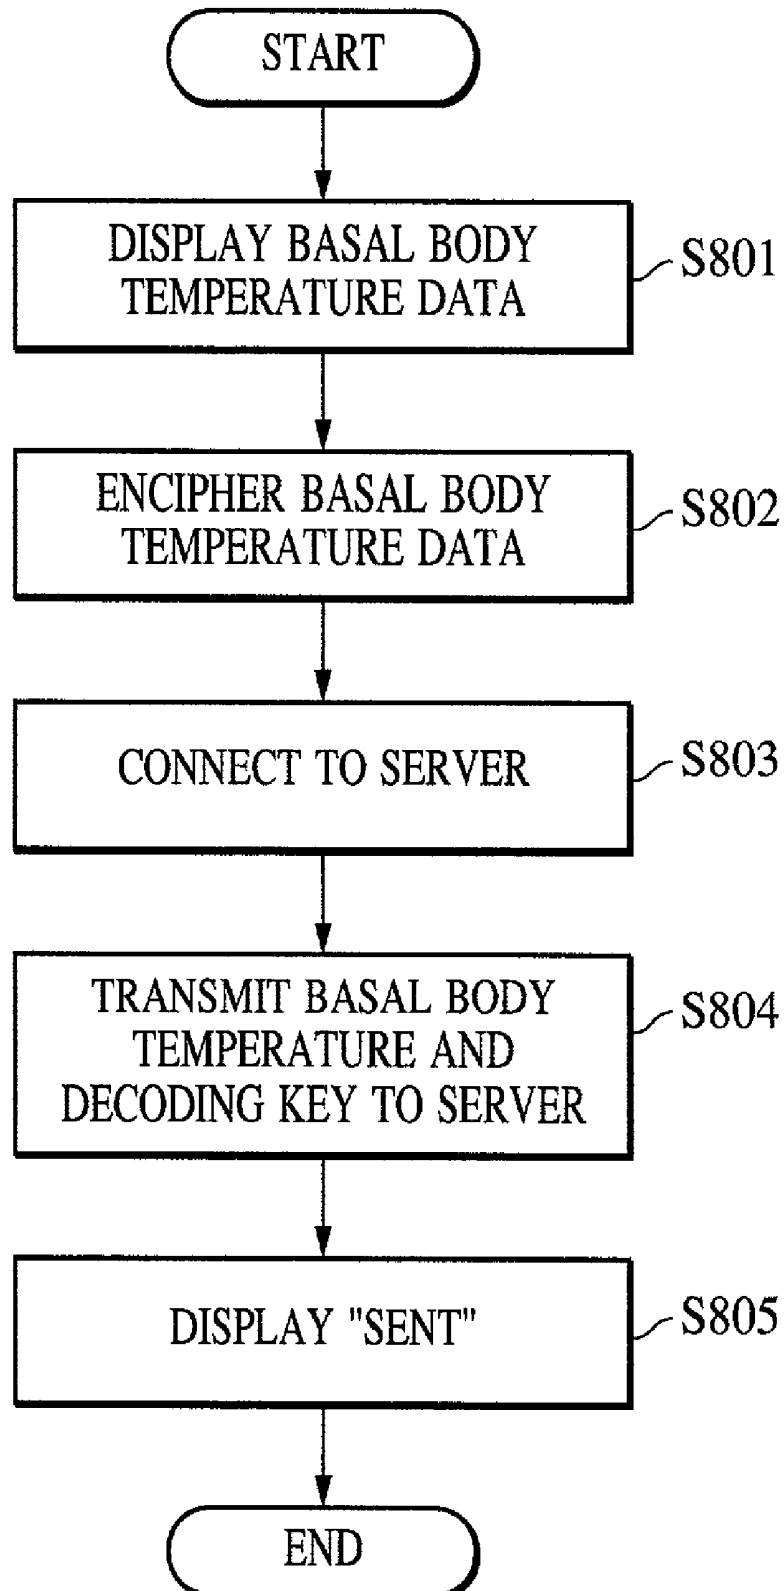 START
DISPLAY BASAL BODY
TEMPERATURE DATA
S801
ENCIPHER BASAL BODY
TEMPERATURE DATA
S802
CONNECT TO SERVER
S803
TRANSMIT BASAL BODY
TEMPERATURE AND
DECODING KEY TO SERVER
S804
DISPLAY "SENT"
S805
END